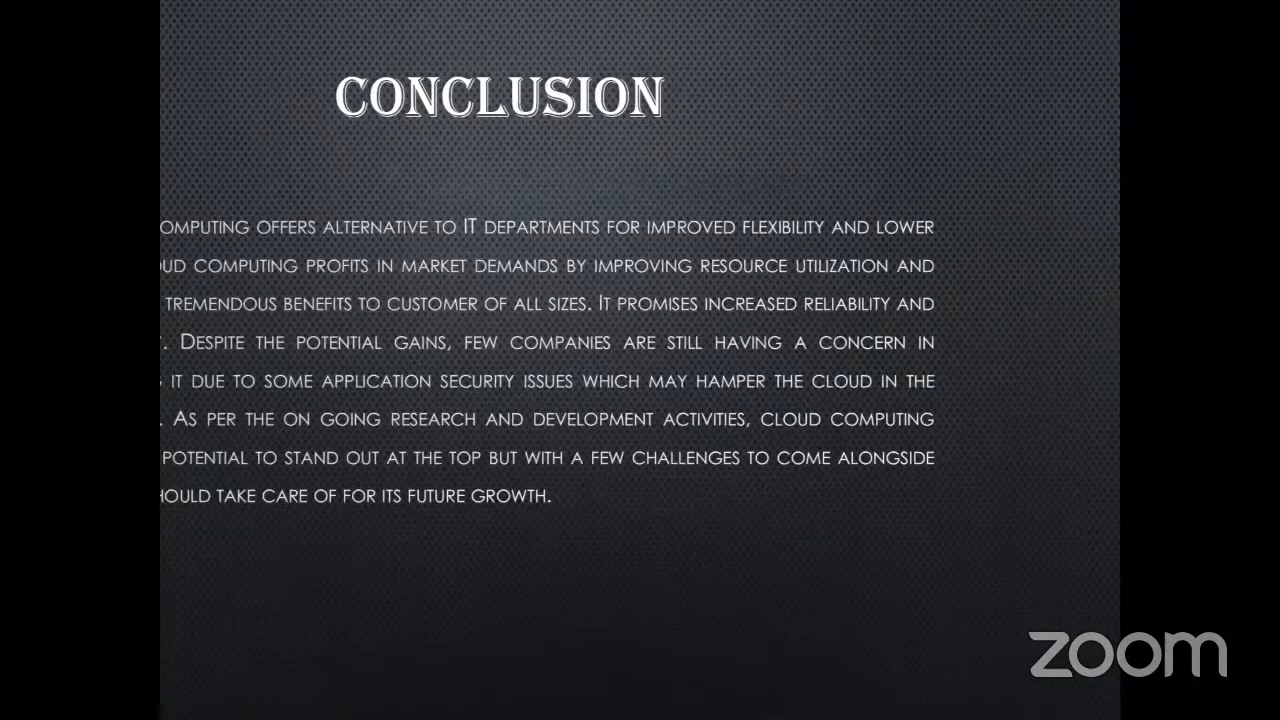 CONCLUSION
OMPUTING OFFERS ALTERNATIVE TO IT DEPARTMENTS FOR IMPROVED FLEXIBILITY AND LOWER
UD COMPUTING PROFITS IN MARKET DEMANDS BY IMPROVING RESOURCE UTILIZATION AND
TREMENDOUS BENEFITS TO CUSTOMER OF ALL SIZES. IT PROMISES INCREASED RELIABILITY AND
. DESPITE THE POTENTIAL GAINS, FEW COMPANIES ARE STILL HAVING A CONCERN IN
IT DUE TO SOME APPLICATION SECURITY ISSUES WHICH MAY HAMPER THE CLOUD IN THE
. AS PER THE ON GOING RESEARCH AND DEVELOPMENT ACTIVITIES, CLOUD COMPUTING
POTENTIAL TO STAND OUT AT THE TOP BUT WITH A FEW CHALLENGES TO COME ALONGSIDE
HOULD TAKE CARE OF FOR ITS FUTURE GROWTH.
zoom